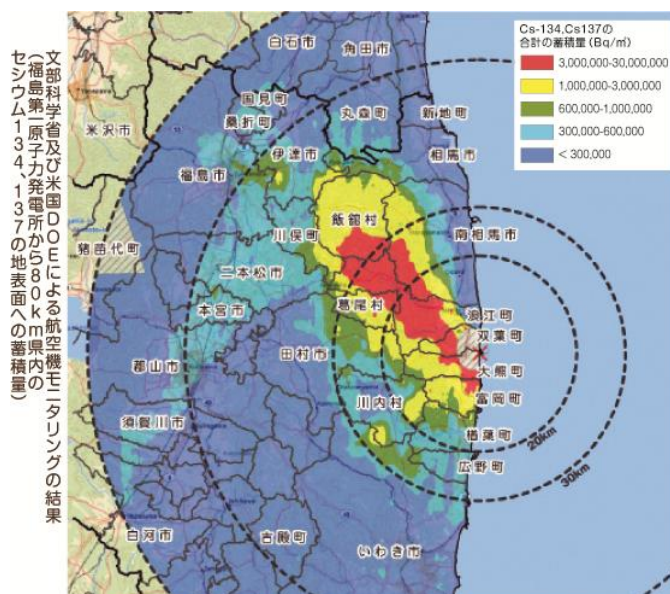 文部科学省及び米国DOEによる航空機モニタリングの結果
（福島第一原子力発電所から80km県内の
セシウム134、137の地表面への蓄積量）
Cs-134,Cs137の
合計の蓄積量(Bq/㎡)
3,000,000-30,000,000
1,000,000-3,000,000
600,000-1,000,000
300,000-600,000
< 300,000
白石市
角田市
国見町
丸森町
新地町
米沢市
桑折町
伊達市
相馬市
福島市
飯館村
川俣町
南相馬市
猪苗代町
二本松市
本宮市
葛尾村
浪江町
双葉町
郡山市
田村市
大熊町
川内村
富岡町
須賀川市
楢葉町
20km
広野町
30km
白河市
古殿町
いわき市